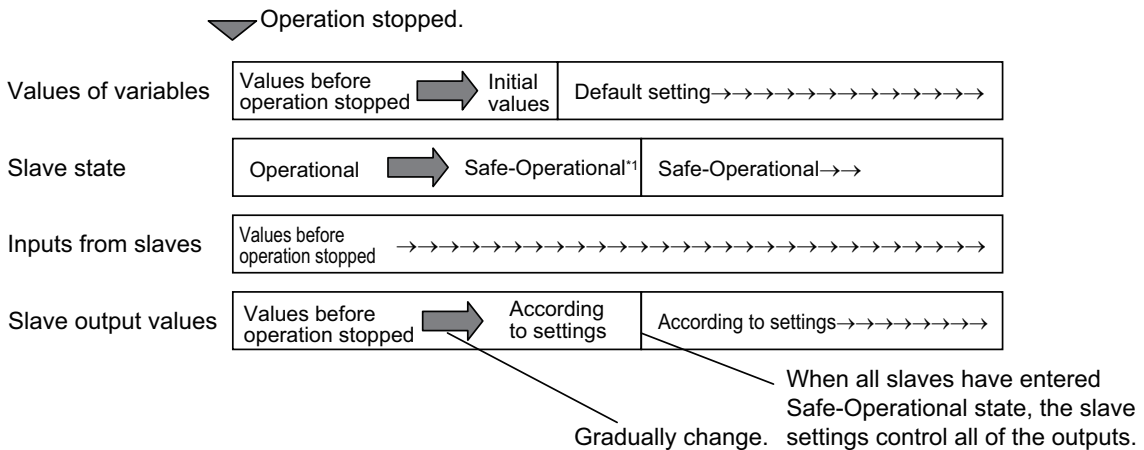 Operation stopped.
Values of variables
Values before
operation stopped
Initial
values
Default setting→→→→→→→→→→→→→
Slave state
Operational
Safe-Operational*1
Safe-Operational→→
Inputs from slaves
Values before
operation stopped
→→→→→→→→→→→→→→→→→→→→→→→→→→→→
Slave output values
Values before
operation stopped
According
to settings
According to settings→→→→→→→
When all slaves have entered
Safe-Operational state, the slave
settings control all of the outputs.
Gradually change.